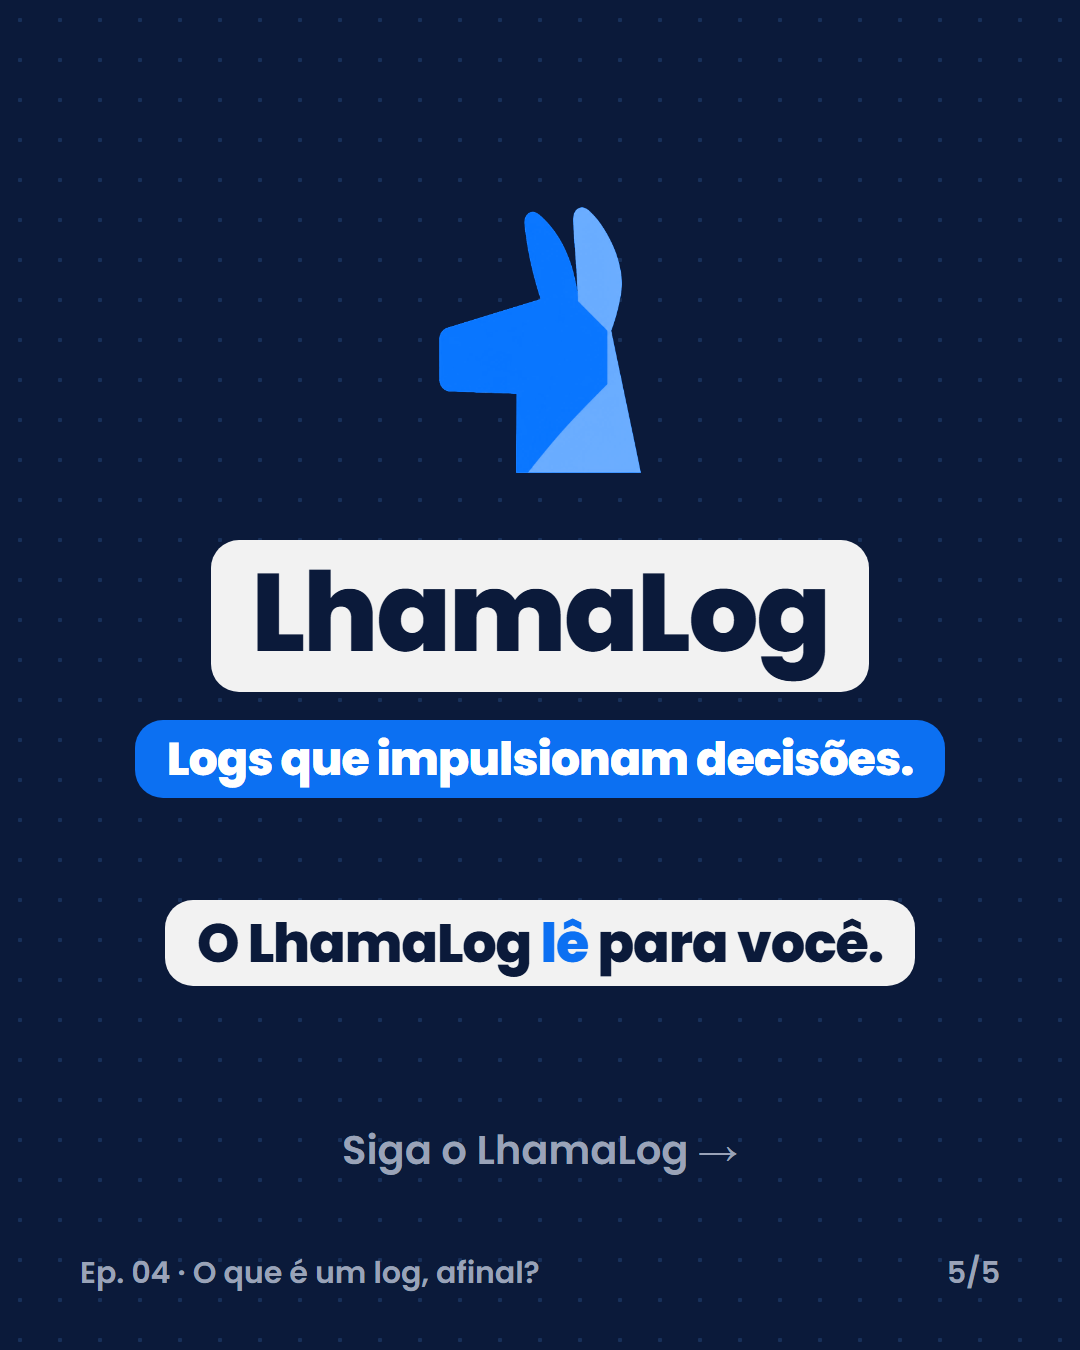 LhamaLog
Logs que impulsionam decisões.
O LhamaLog lê para você.
Siga o LhamaLog →
Ep. 04 · O que é um log, afinal?
5/5